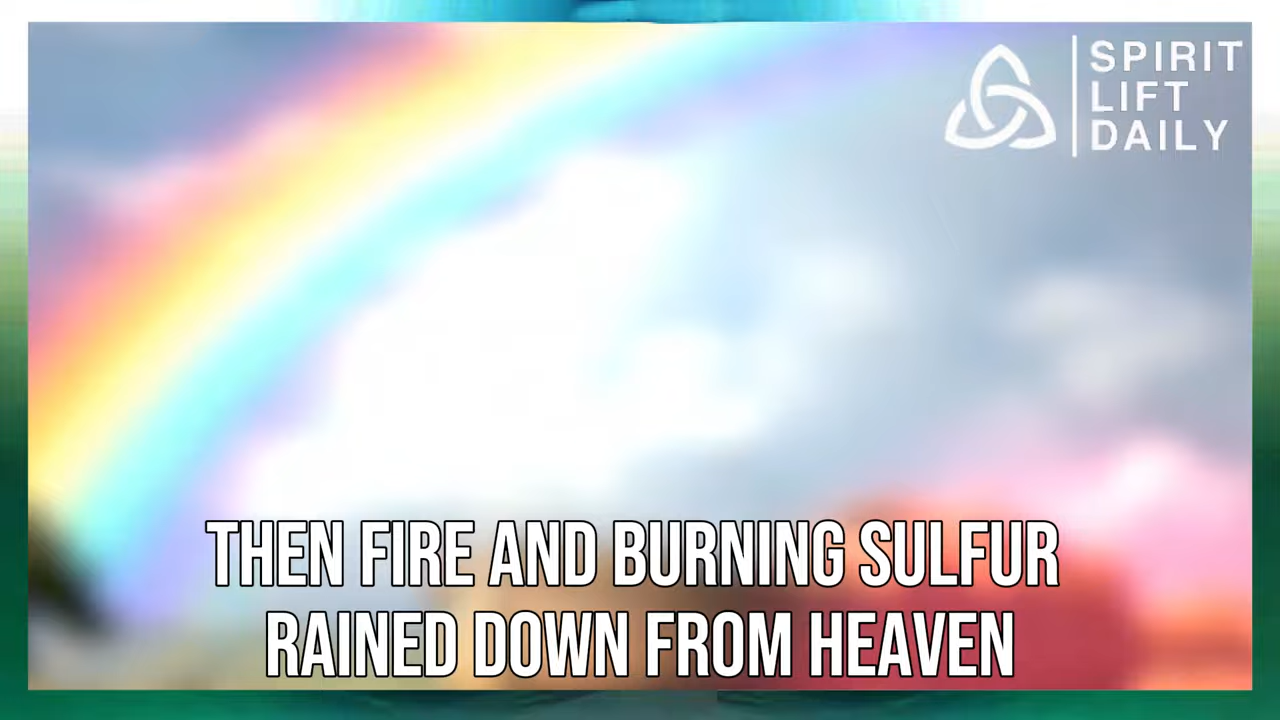 SPIRIT
LIFT
DAILY
THEN FIRE AND BURNING SULFUR
RAINED DOWN FROM HEAVEN